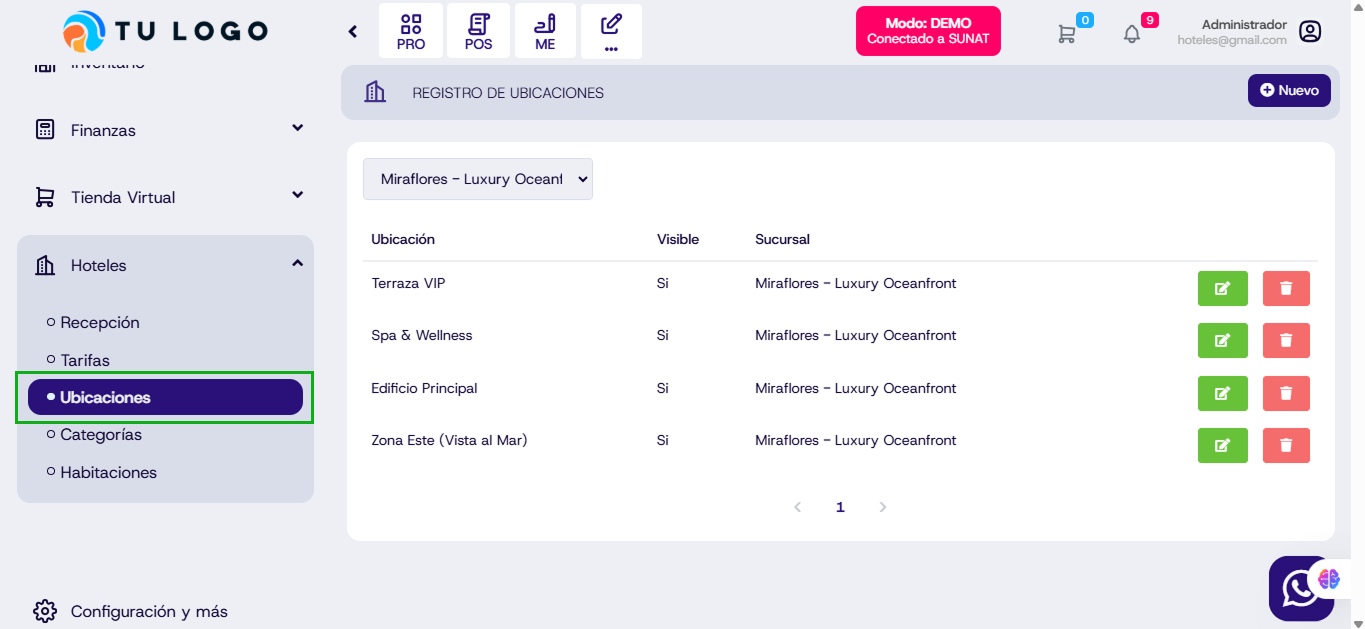 TU LOGO
PRO
POS
ME
...
Modo: DEMO
Conectado a SUNAT
0
9
Administrador
hoteles@gmail.com
Inventario
Finanzas
Tienda Virtual
Hoteles
Recepción
Tarifas
Ubicaciones
Categorías
Habitaciones
Configuración y más
REGISTRO DE UBICACIONES
Nuevo
Miraflores - Luxury Oceanf
Ubicación Visible Sucursal
Terraza VIP Si Miraflores - Luxury Oceanfront
Spa & Wellness Si Miraflores - Luxury Oceanfront
Edificio Principal Si Miraflores - Luxury Oceanfront
Zona Este (Vista al Mar) Si Miraflores - Luxury Oceanfront
1